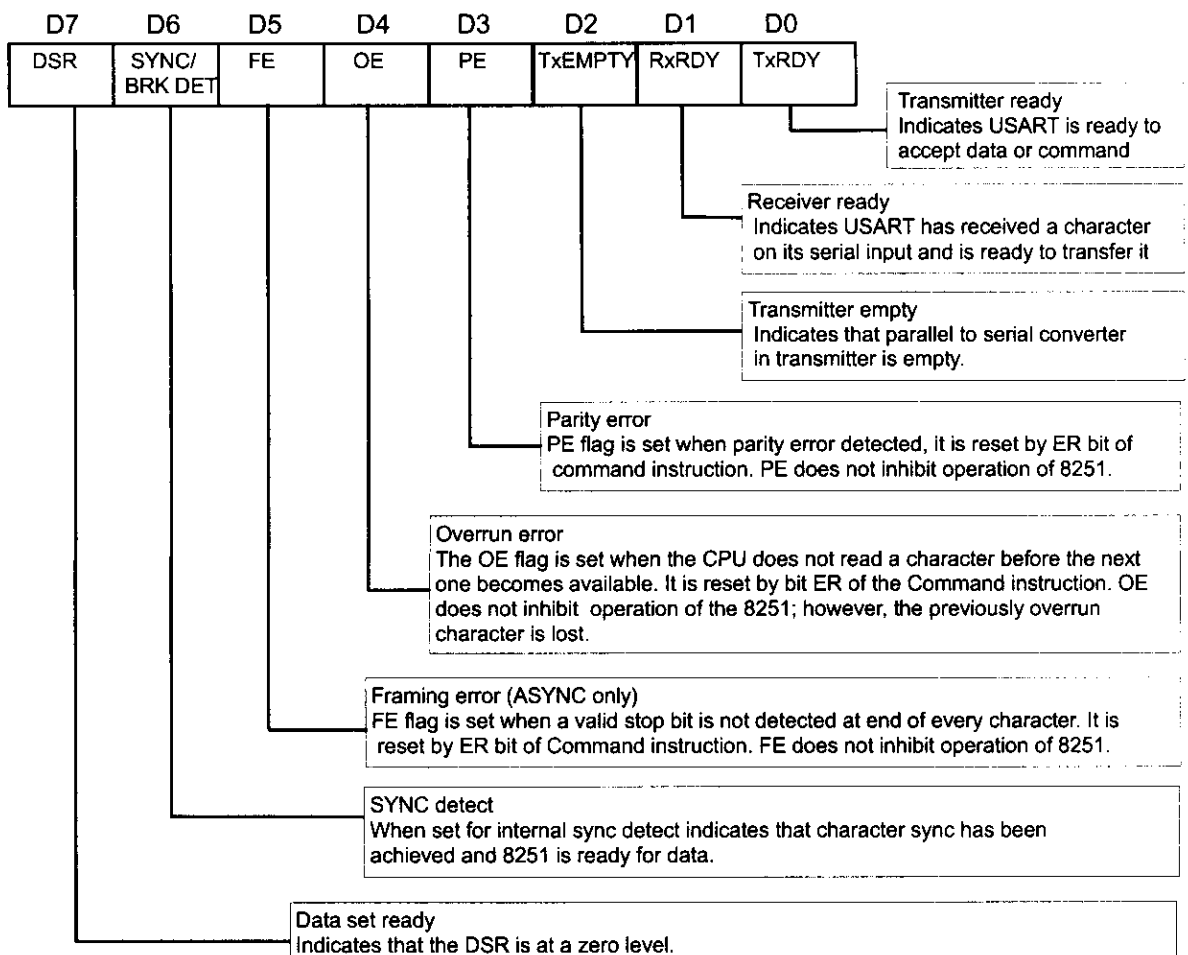 D7 D6 D5 D4 D3 D2 D1 D0
DSR SYNC/ BRK DET FE OE PE TxEMPTY RxRDY TxRDY
Transmitter ready
Indicates USART is ready to
accept data or command
Receiver ready
Indicates USART has received a character
on its serial input and is ready to transfer it
Transmitter empty
Indicates that parallel to serial converter
in transmitter is empty.
Parity error
PE flag is set when parity error detected, it is reset by ER bit of
command instruction. PE does not inhibit operation of 8251.
Overrun error
The OE flag is set when the CPU does not read a character before the next
one becomes available. It is reset by bit ER of the Command instruction. OE
does not inhibit operation of the 8251; however, the previously overrun
character is lost.
Framing error (ASYNC only)
FE flag is set when a valid stop bit is not detected at end of every character. It is
reset by ER bit of Command instruction. FE does not inhibit operation of 8251.
SYNC detect
When set for internal sync detect indicates that character sync has been
achieved and 8251 is ready for data.
Data set ready
Indicates that the DSR is at a zero level.